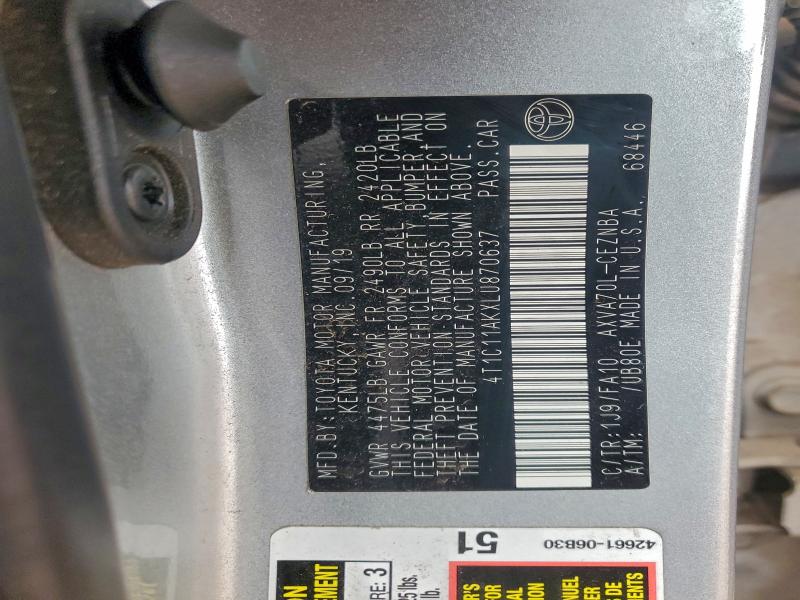 MFD.BY:TOYOTA MOTOR MANUFACTURING,
KENTUCKY, INC. 09/19
GVWR 4475LB GAWR FR 2490LB RR 2420LB
THIS VEHICLE CONFORMS TO ALL APPLICABLE
FEDERAL MOTOR VEHICLE SAFETY, BUMPER, AND
THEFT PREVENTION STANDARDS IN EFFECT ON
THE DATE OF MANUFACTURE SHOWN ABOVE.
4T1C11AKXLU870637 PASS.CAR
C/TR:1J9/FA10 AXVA70L-CEZNBA
A/TM: /UB80E MADE IN U.S.A. 68446
51
42661-06B30